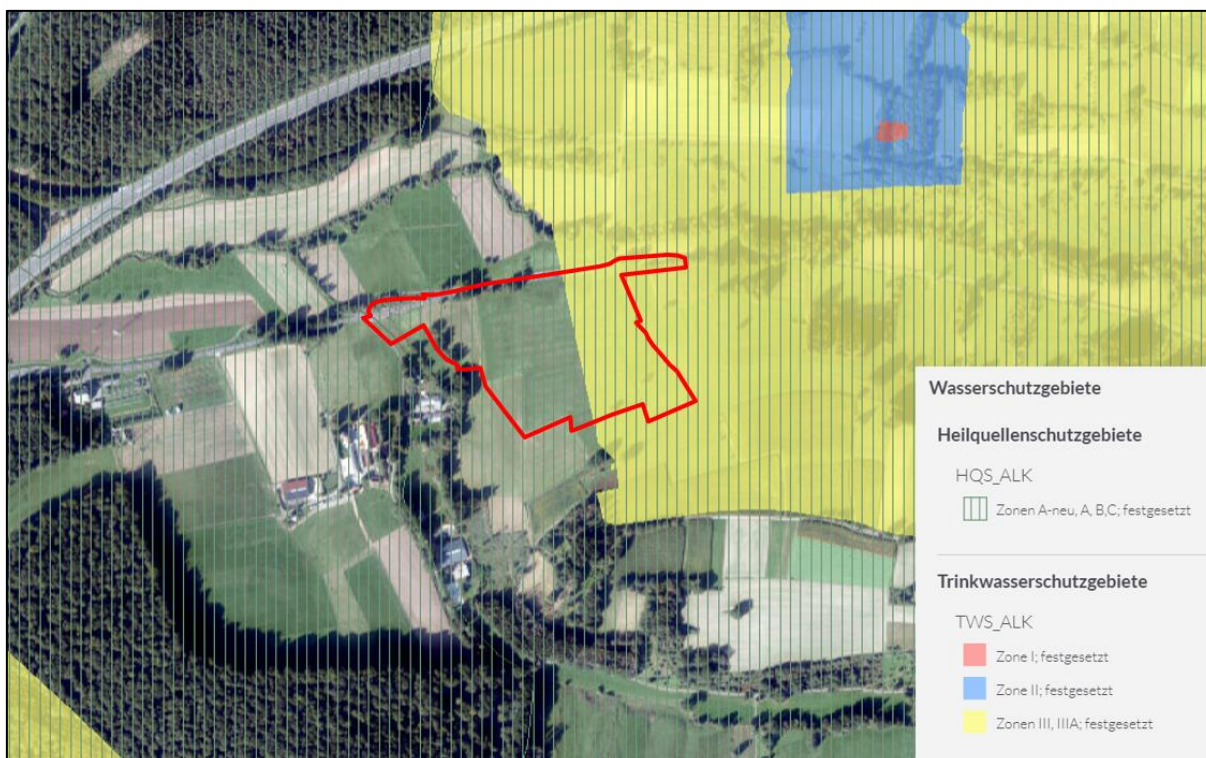 Wasserschutzgebiete
Heilquellenschutzgebiete
HQS_ALK
Zonen A-neu, A, B,C; festgesetzt
Trinkwasserschutzgebiete
TWS_ALK
Zone I; festgesetzt
Zone II; festgesetzt
Zonen III, IIIA; festgesetzt